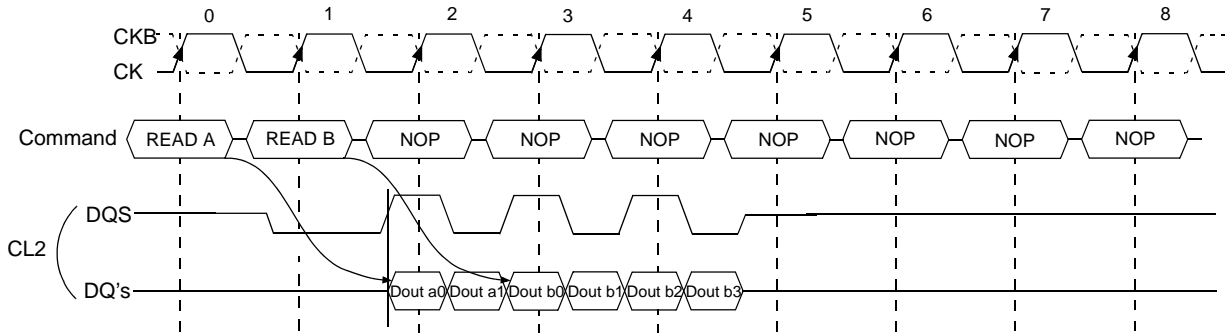 0 1 2 3 4 5 6 7 8
CKB
CK
Command READ A READ B NOP NOP NOP NOP NOP NOP NOP
DQS
CL2
DQ's Dout a0 Dout a1 Dout b0 Dout b1 Dout b2 Dout b3